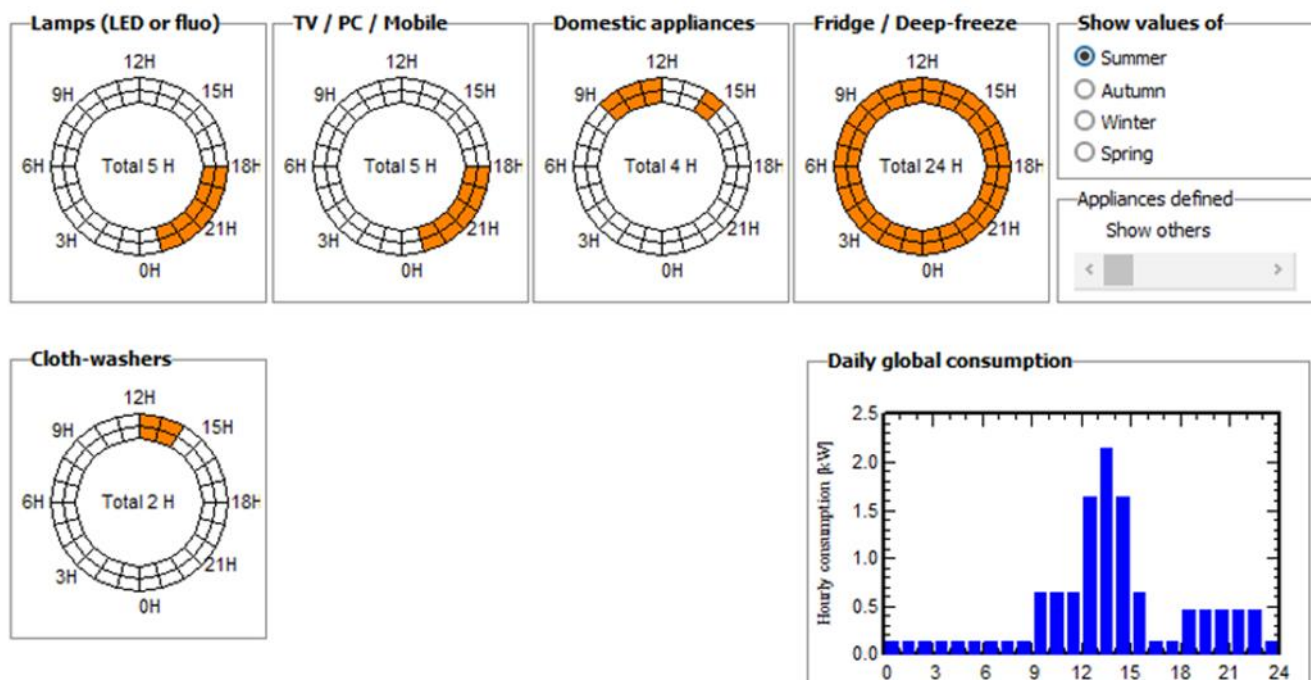 Lamps (LED or fluo)
12H
9H
15H
6H
Total 5 H
18H
3H
21H
0H
TV / PC / Mobile
12H
9H
15H
6H
Total 5 H
18H
3H
21H
0H
Domestic appliances
12H
9H
15H
6H
Total 4 H
18H
3H
21H
0H
Fridge / Deep-freeze
12H
9H
15H
6H
Total 24 H
18H
3H
21H
0H
Show values of
Summer
Autumn
Winter
Spring
Appliances defined
Show others
Cloth-washers
12H
9H
15H
6H
Total 2 H
18H
3H
21H
0H
Daily global consumption
Hourly consumption [kW]
2.5
2.0
1.5
1.0
0.5
0.0
0 3 6 9 12 15 18 21 24